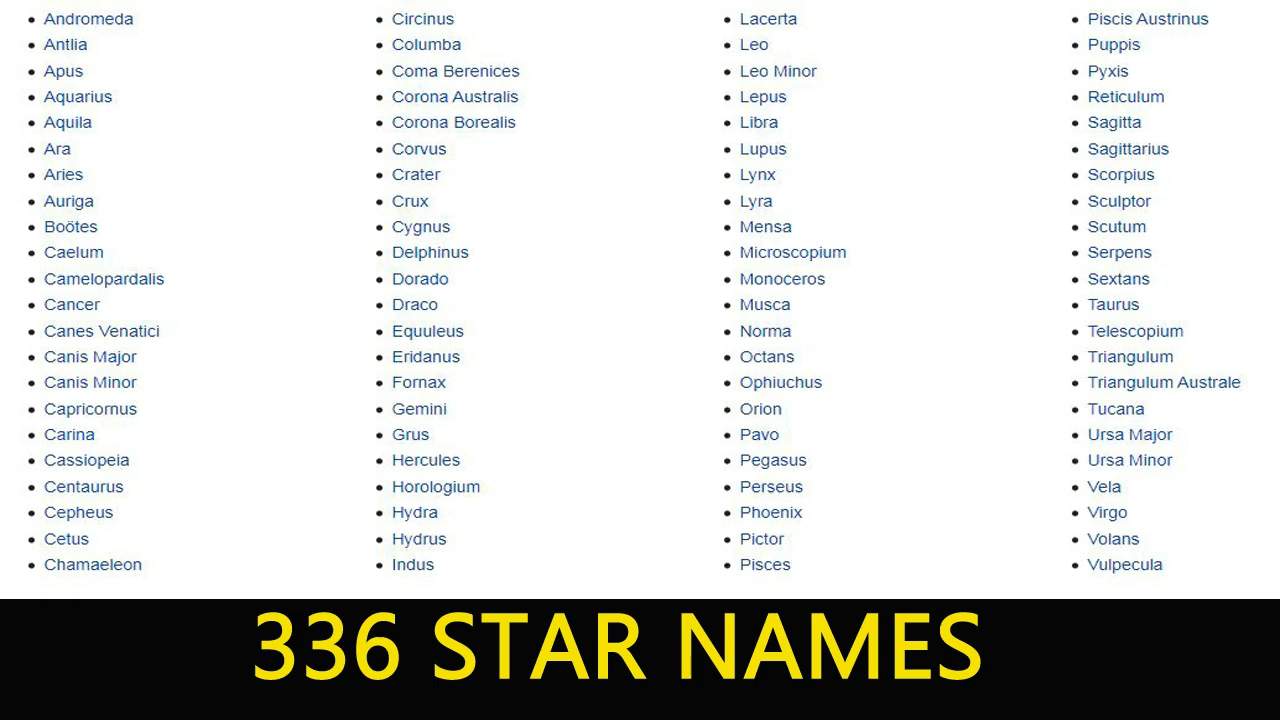 Andromeda
Antlia
Apus
Aquarius
Aquila
Ara
Aries
Auriga
Boötes
Caelum
Camelopardalis
Cancer
Canes Venatici
Canis Major
Canis Minor
Capricornus
Carina
Cassiopeia
Centaurus
Cepheus
Cetus
Chamaeleon
Circinus
Columba
Coma Berenices
Corona Australis
Corona Borealis
Corvus
Crater
Crux
Cygnus
Delphinus
Dorado
Draco
Equuleus
Eridanus
Fornax
Gemini
Grus
Hercules
Horologium
Hydra
Hydrus
Indus
Lacerta
Leo
Leo Minor
Lepus
Libra
Lupus
Lynx
Lyra
Mensa
Microscopium
Monoceros
Musca
Norma
Octans
Ophiuchus
Orion
Pavo
Pegasus
Perseus
Phoenix
Pictor
Pisces
Piscis Austrinus
Puppis
Pyxis
Reticulum
Sagitta
Sagittarius
Scorpius
Sculptor
Scutum
Serpens
Sextans
Taurus
Telescopium
Triangulum
Triangulum Australe
Tucana
Ursa Major
Ursa Minor
Vela
Virgo
Volans
Vulpecula
336 STAR NAMES